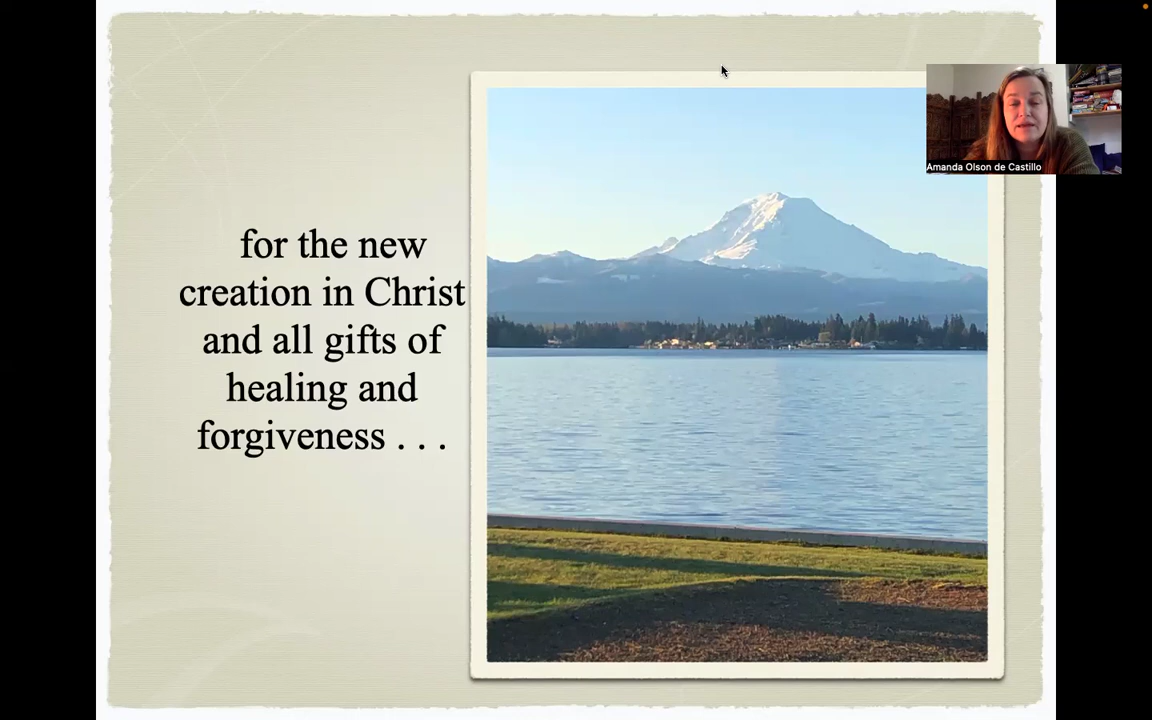 for the new
creation in Christ
and all gifts of
healing and
forgiveness . . .
Amanda Olson de Castillo